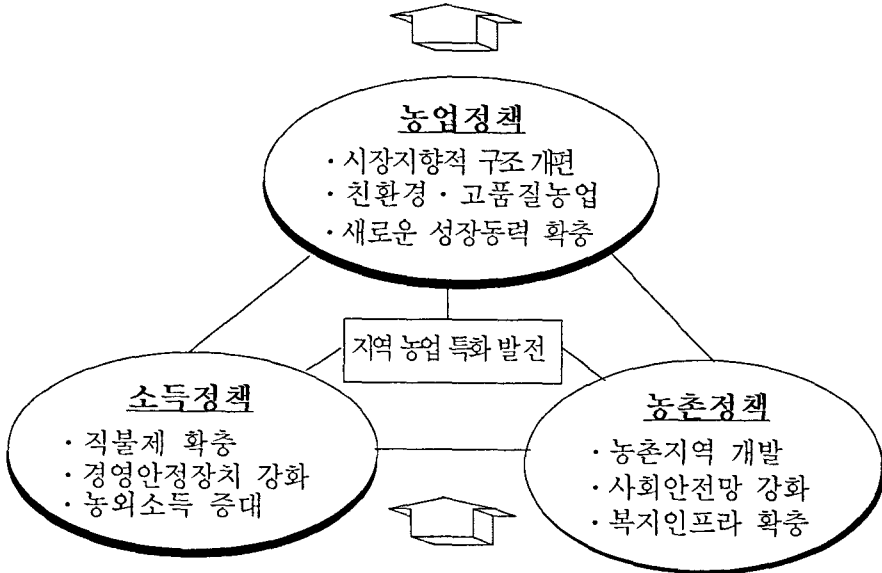 농업정책
· 시장지향적 구조 개편
· 친환경 · 고품질농업
· 새로운 성장동력 확충
지역 농업 특화 발전
소득정책
· 직불제 확충
· 경영안정장치 강화
· 농외소득 증대
농촌정책
· 농촌지역 개발
· 사회안전망 강화
· 복지인프라 확충